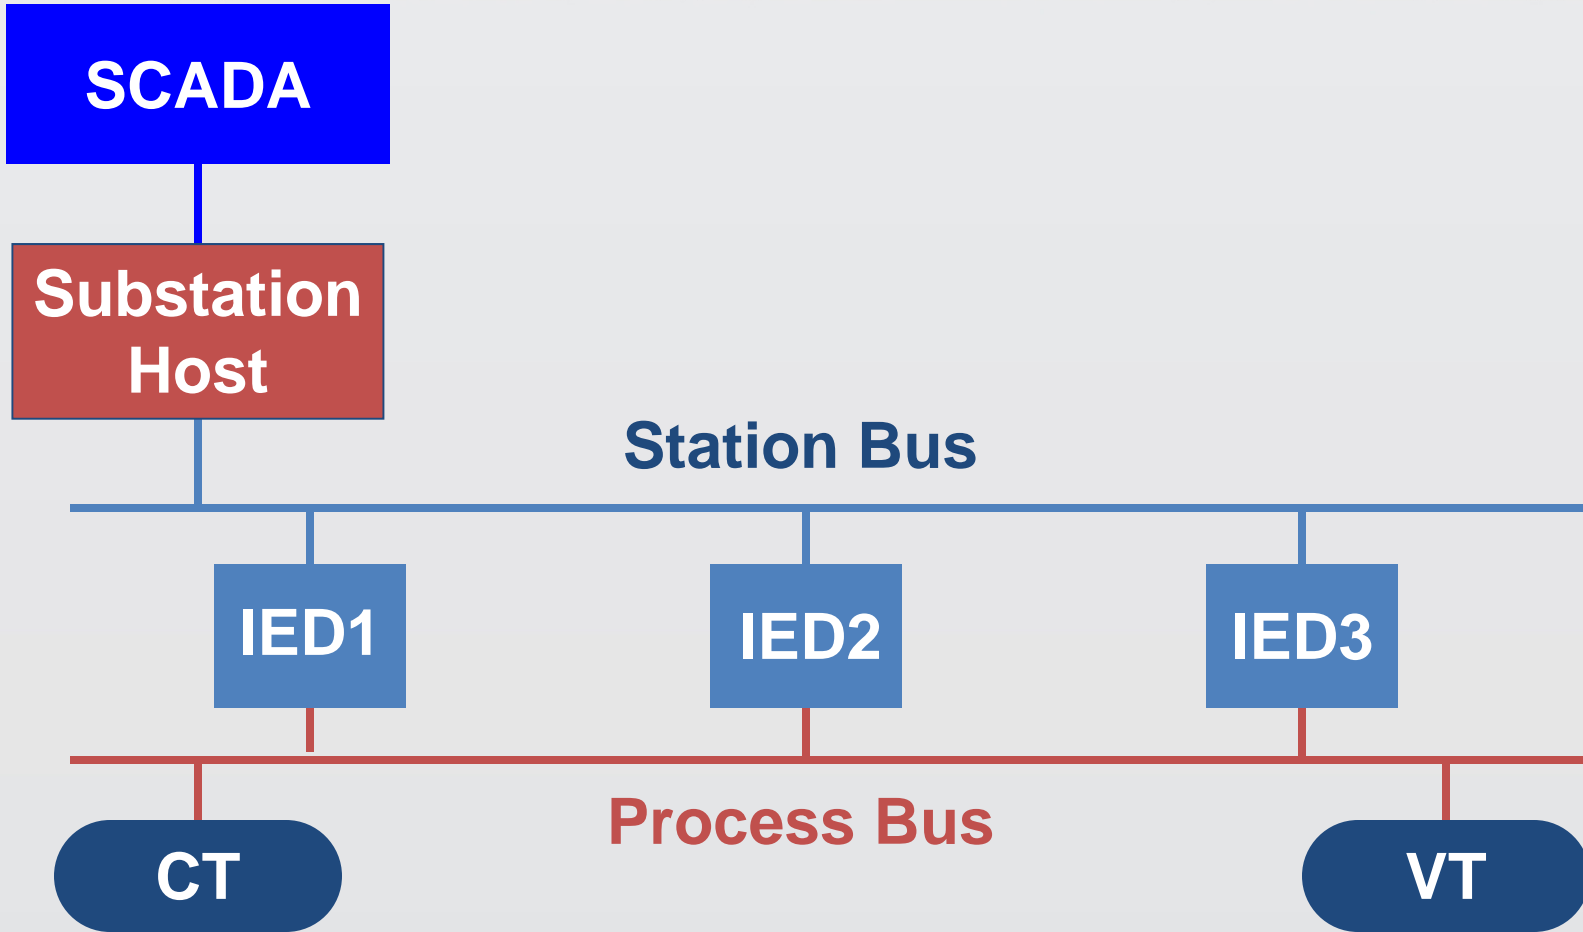 SCADA
Substation
Host
Station Bus
IED1
IED2
IED3
Process Bus
CT
VT